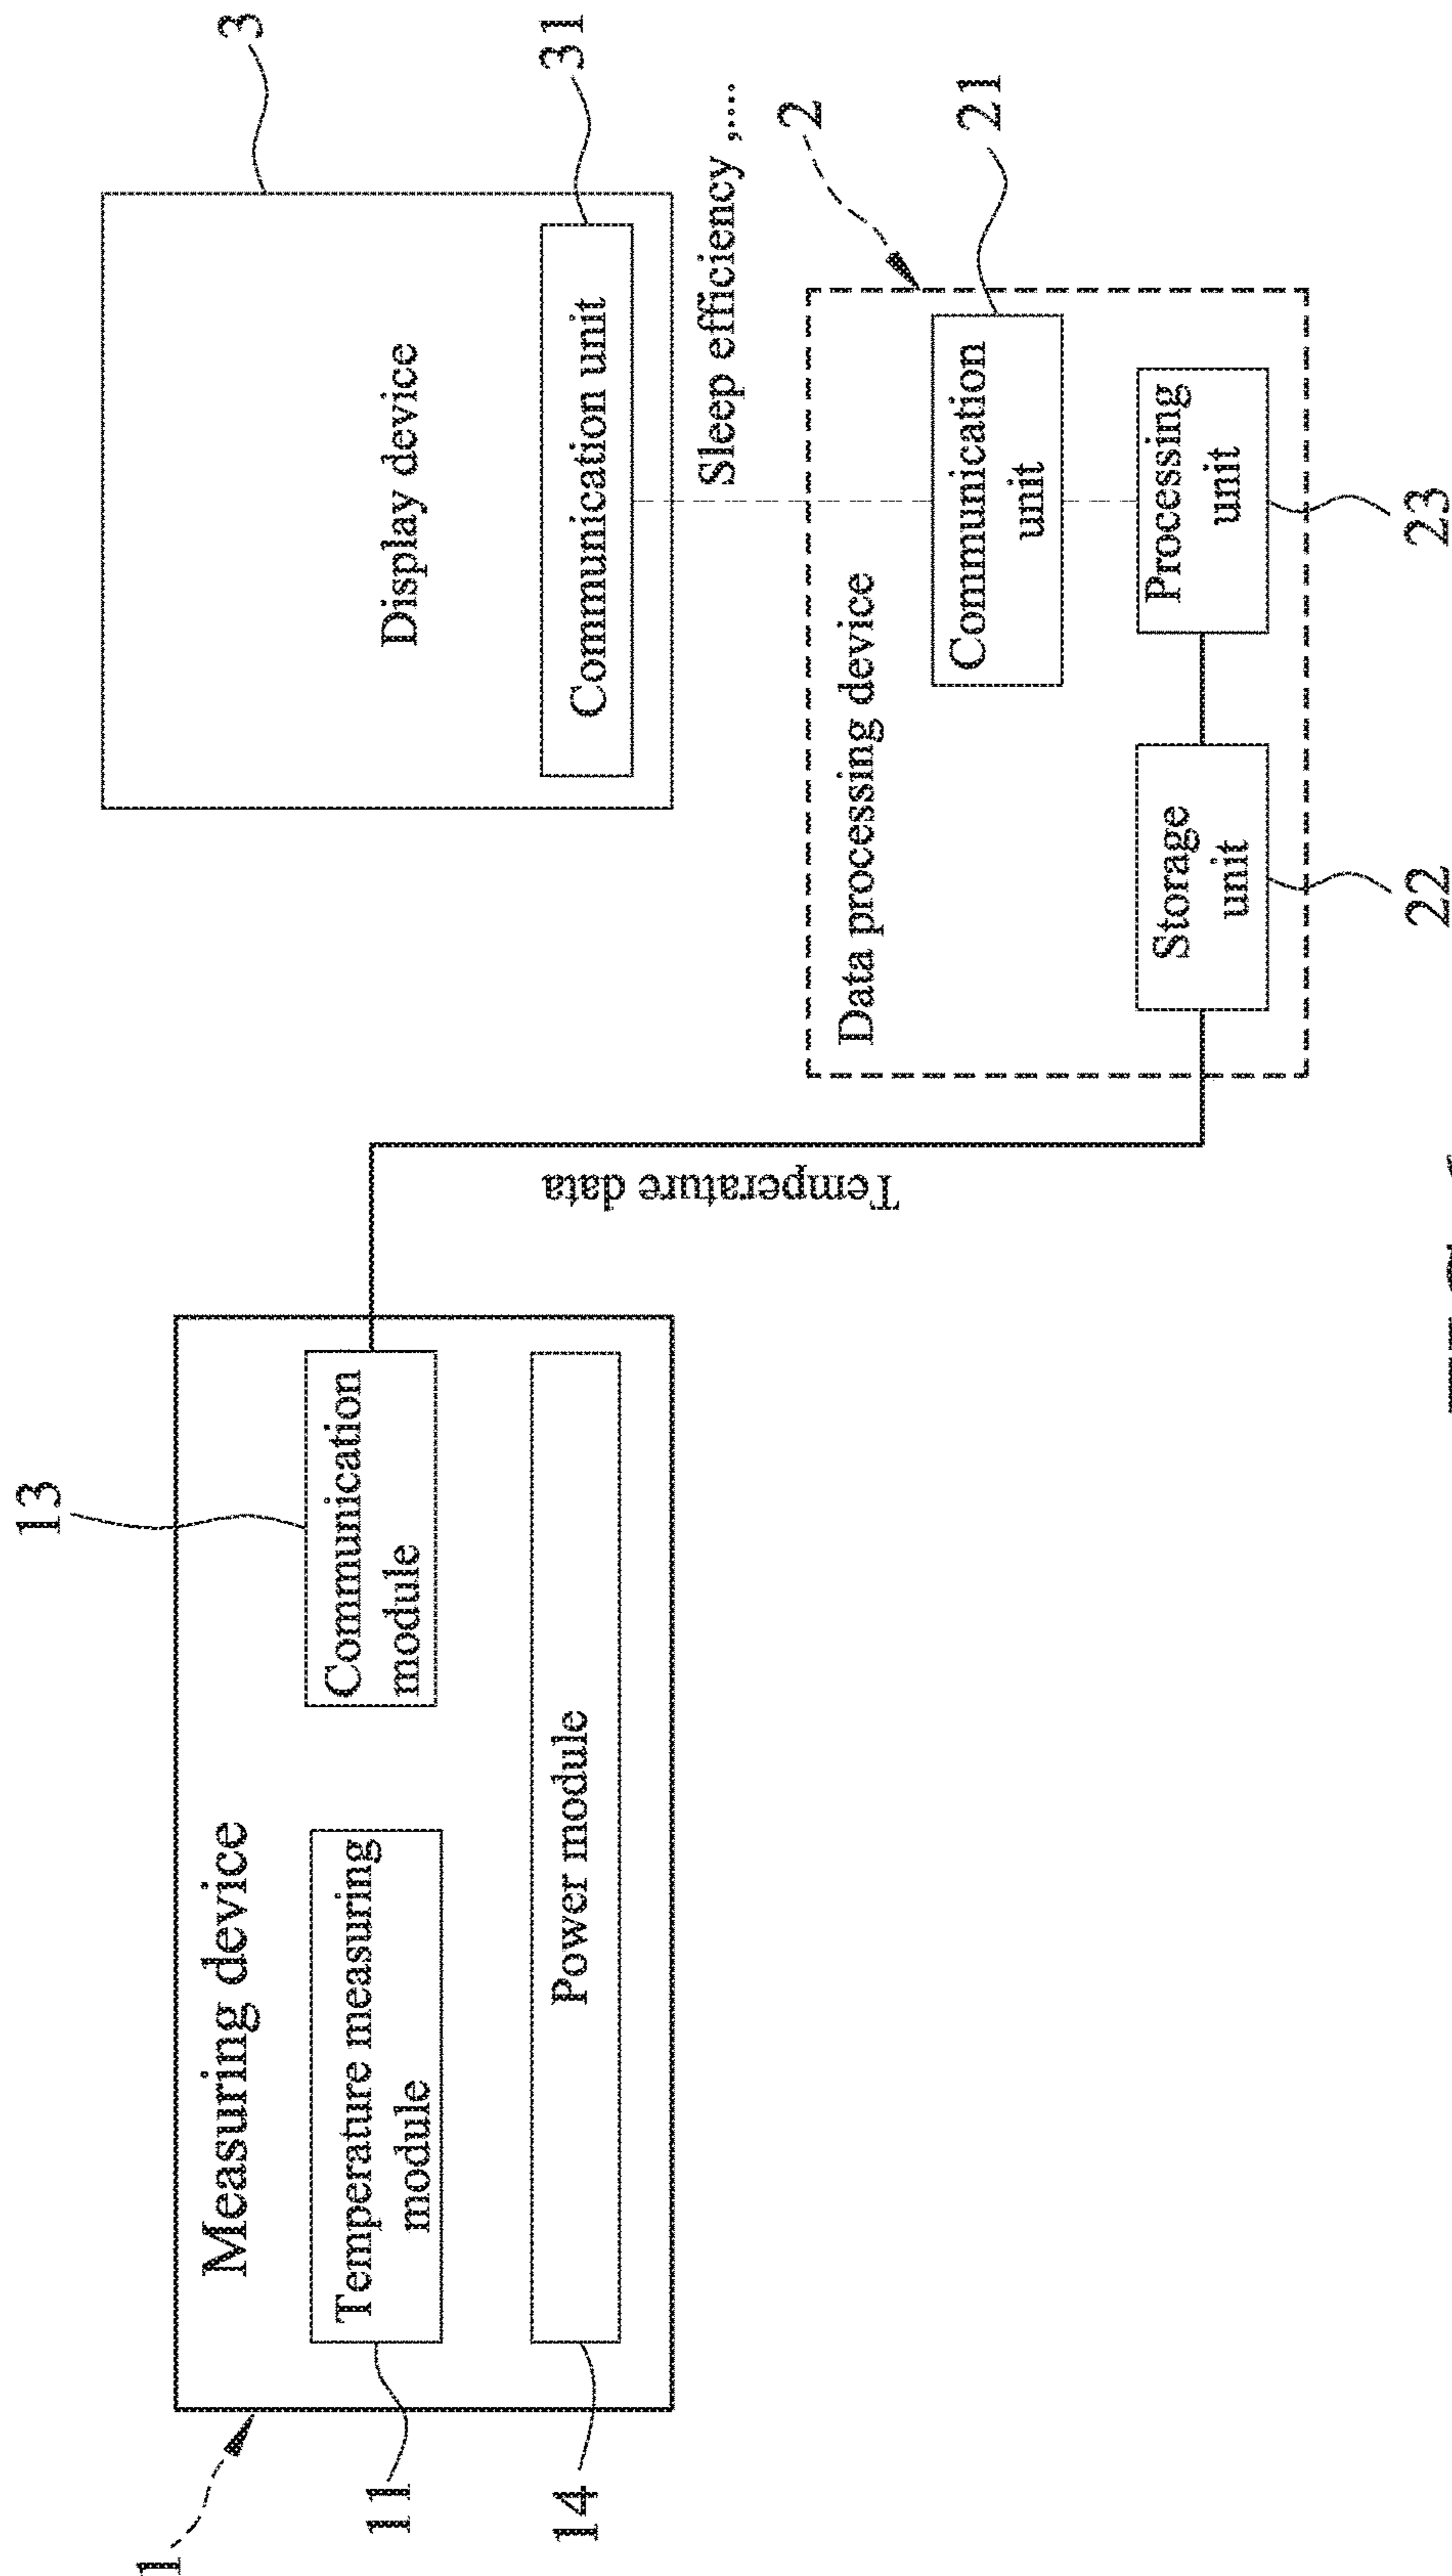 1
Measuring device
13
Temperature measuring
module
Communication
module
11
Power module
14
Temperature data
3
Display device
Communication unit
31
Sleep efficiency ,....
2
Data processing device
Communication
unit
21
Storage
unit
Processing
unit
22
23